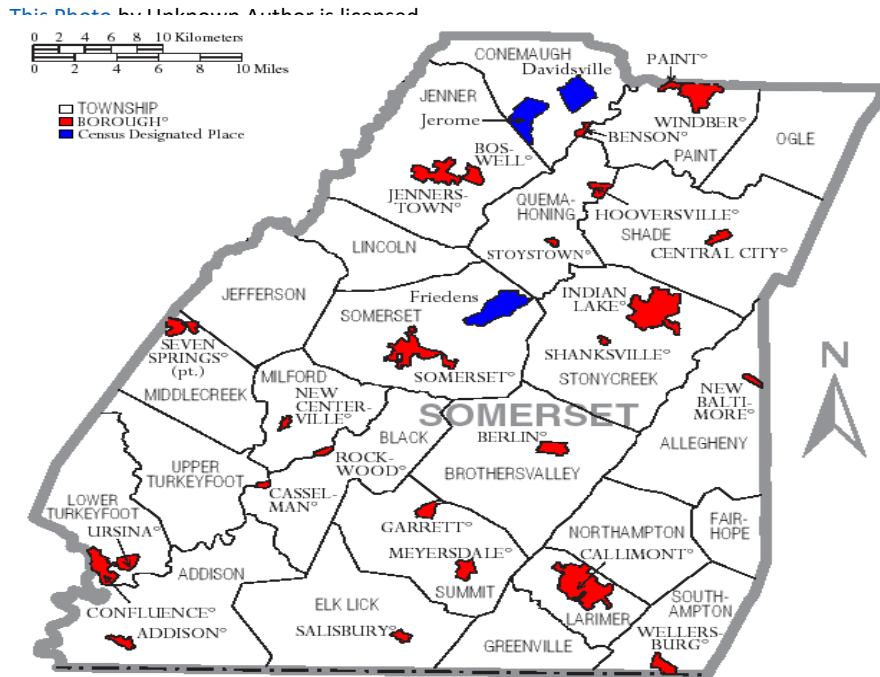 This Photo by Unknown Author is licensed
0 2 4 6 8 10 Kilometers
0 2 4 6 8 10 Miles
TOWNSHIP
BOROUGH°
Census Designated Place
CONEMAUGH
Davidsville
PAINT°
JENNER
Jerome
WINDBER°
BENSON°
PAINT
OGLE
BOS-
WELL°
JENNERS-
TOWN°
QUEMA-
HONING
HOOVERSVILLE°
SHADE
CENTRAL CITY°
STOYSTOWN°
LINCOLN
JEFFERSON
Friedens
SOMERSET
INDIAN
LAKE°
SEVEN
SPRINGS°
(pt.)
SHANKSVILLE°
SOMERSET°
STONYCREEK
MIDDLECREEK
MILFORD
NEW
CENTER-
VILLE°
NEW
BALTI-
MORE°
N
SOMERSET
BLACK
BERLIN°
ALLEGHENY
ROCK-
WOOD°
BROTHERSVALLEY
UPPER
TURKEYFOOT
CASSEL-
MAN°
LOWER
TURKEYFOOT
URSINA°
GARRETT°
NORTHAMPTON
FAIR-
HOPE
MEYERSDALE°
CALLIMONT°
ADDISON
SUMMIT
SOUTH-
AMPTON
CONFLUENCE°
ELK LICK
LARIMER
ADDISON°
SALISBURY°
GREENVILLE
WELLERS-
BURG°